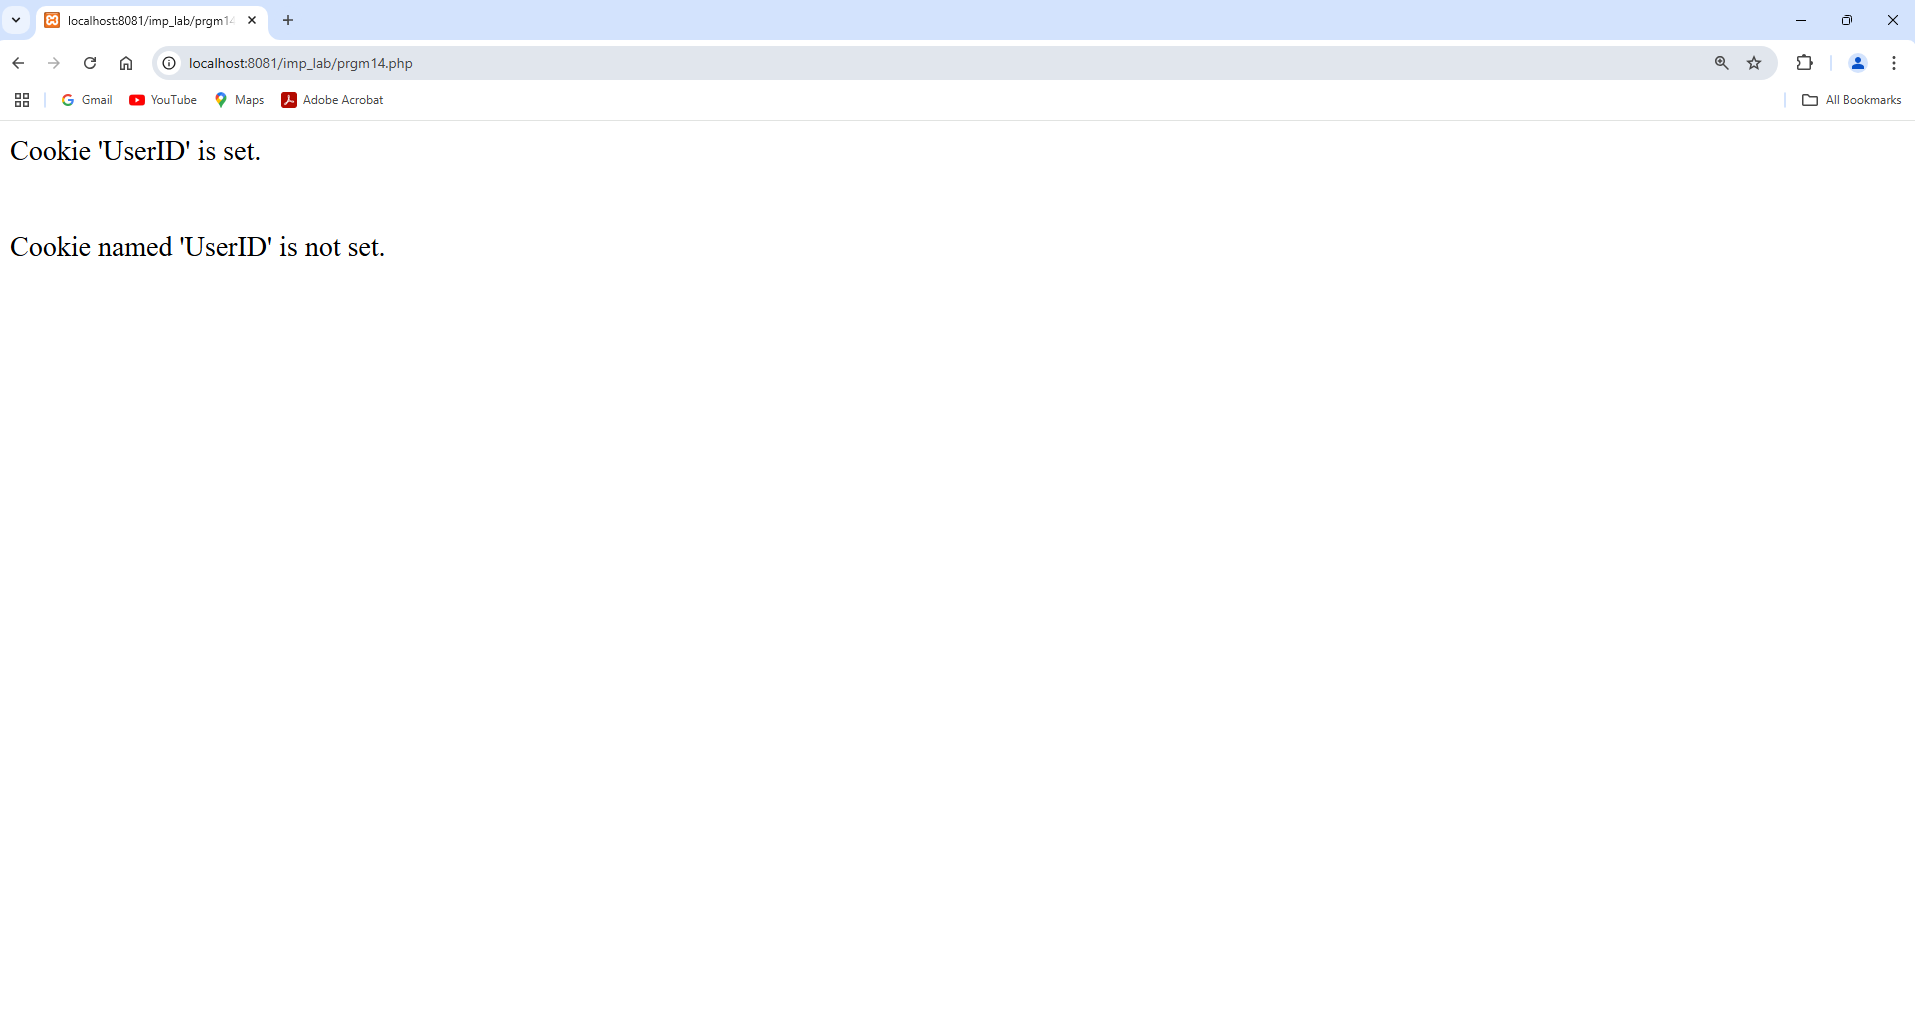 localhost:8081/imp_lab/prgm14
localhost:8081/imp_lab/prgm14.php
Gmail YouTube Maps Adobe Acrobat All Bookmarks
Cookie 'UserID' is set.
Cookie named 'UserID' is not set.